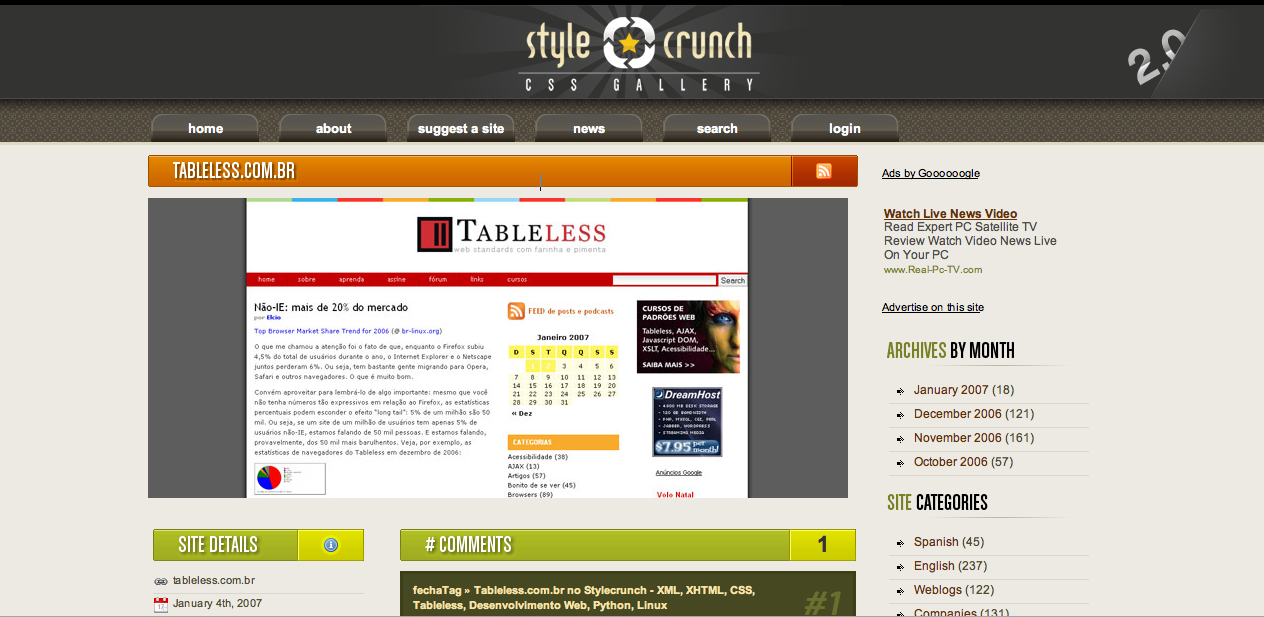 style crunch
CSS GALLERY
2.0
home about suggest a site news search login
TABLELESS.COM.BR
TABLELESS
web standards com farinha e pimenta
home sobre aprenda assine fórum links cursos Search
Não-IE: mais de 20% do mercado
por Elcio
Top Browser Market Share Trend for 2006 (@ br-linux.org)
O que me chamou a atenção foi o fato de que, enquanto o Firefox subiu
4,5% do total de usuários durante o ano, o Internet Explorer e o Netscape
juntos perderam 6%. Ou seja, tem bastante gente migrando para Opera,
Safari e outros navegadores. O que é muito bom.
Convém aproveitar para lembrá-lo de algo importante: mesmo que você
não tenha números tão expressivos em relação ao Firefox, as estatísticas
percentuais podem esconder o efeito "long tail": 5% de um milhão são 50
mil. Ou seja, se um site de um milhão de usuários tem apenas 5% de
usuários não-IE, estamos falando de 50 mil pessoas. E estamos falando,
provavelmente, dos 50 mil mais barulhentos. Veja, por exemplo, as
estatísticas de navegadores do Tableless em dezembro de 2006:
FEED de posts e podcasts
Janeiro 2007
D S T Q Q S S
1 2 3 4 5 6
7 8 9 10 11 12 13
14 15 16 17 18 19 20
21 22 23 24 25 26 27
28 29 30 31
« Dez
CATEGORIAS
Acessibilidade (38)
AJAX (13)
Artigos (57)
Bonito de se ver (45)
Browsers (89)
CURSOS DE
PADRÕES WEB
Tableless, AJAX,
Javascript DOM,
XSLT, Acessibilidade...
SAIBA MAIS >>
DreamHost
$7.95 per month!
Anúncios Google
Volo Natal
SITE DETAILS
tableless.com.br
January 4th, 2007
# COMMENTS 1
fechaTag » Tableless.com.br no Stylecrunch - XML, XHTML, CSS,
Tableless, Desenvolvimento Web, Python, Linux
#1
Ads by Goooooogle
Watch Live News Video
Read Expert PC Satellite TV
Review Watch Video News Live
On Your PC
www.Real-Pc-TV.com
Advertise on this site
ARCHIVES BY MONTH
January 2007 (18)
December 2006 (121)
November 2006 (161)
October 2006 (57)
SITE CATEGORIES
Spanish (45)
English (237)
Weblogs (122)
Companies (131)